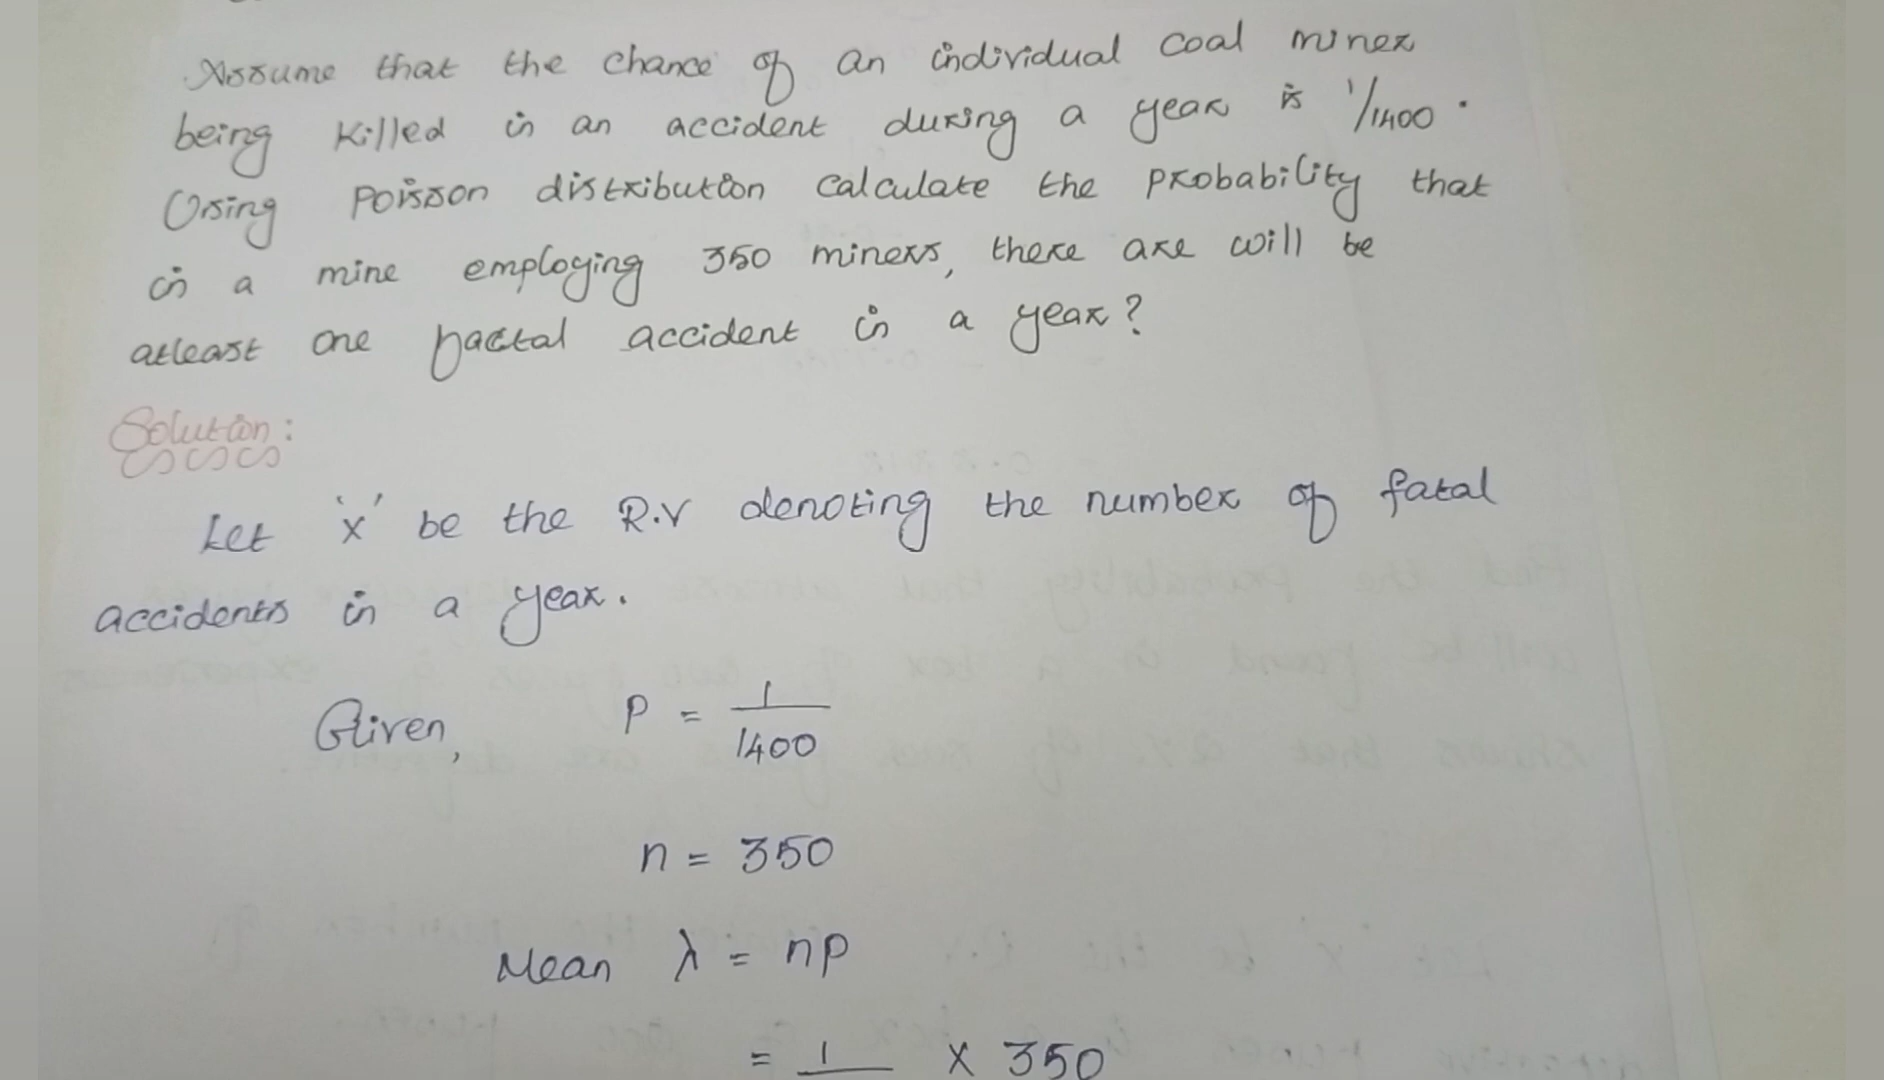 Assume that the chance of an individual coal miner
being killed in an accident during a year is 1/1400.
Using poisson distribution calculate the probability that
in a mine employing 350 miners, there are will be
atleast one factal accident in a year?
Solution:
Let 'x' be the R.V denoting the number of fatal
accidents in a year.
Given, P = 1/1400
n = 350
Mean λ = np
= 1 × 350